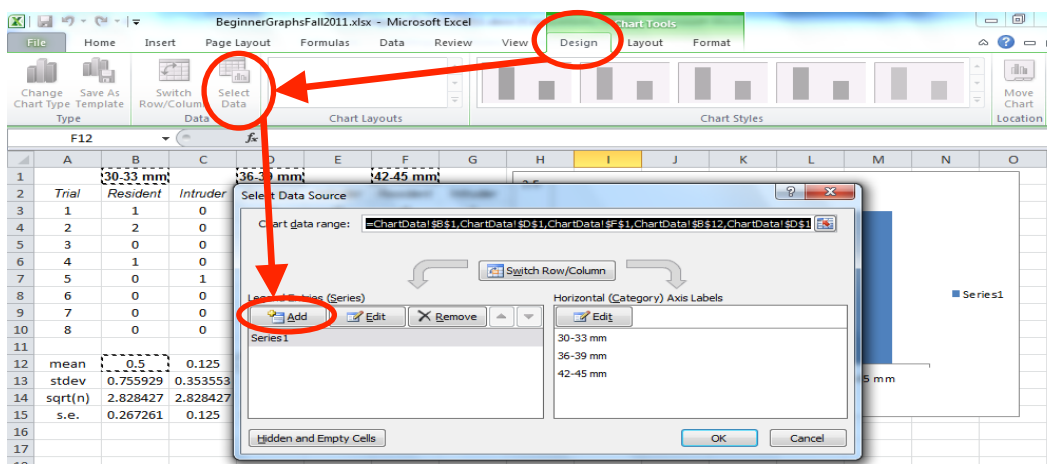 BeginnerGraphsFall2011.xlsx - Microsoft Excel
Chart Tools
File Home Insert Page Layout Formulas Data Review View Design Layout Format
Change Chart Type Save As Template Switch Row/Column Select Data Move Chart
Type Data Chart Layouts Chart Styles Location
F12 fx
A B C D E F G H I J K L M N O
1 30-33 mm 36-39 mm 42-45 mm
2 Trial Resident Intruder
3 1 1 0
4 2 2 0
5 3 0 0
6 4 1 0
7 5 0 1
8 6 0 0
9 7 0 0
10 8 0 0
11
12 mean 0.5 0.125
13 stdev 0.755929 0.353553
14 sqrt(n) 2.828427 2.828427
15 s.e. 0.267261 0.125
16
17
Select Data Source
Chart data range: =ChartData!$B$1,ChartData!$D$1,ChartData!$F$1,ChartData!$B$12,ChartData!$D$1
Switch Row/Column
Legend Entries (Series) Horizontal (Category) Axis Labels
Add Edit Remove Edit
Series1
30-33 mm
36-39 mm
42-45 mm
Hidden and Empty Cells OK Cancel
Series1
5 mm